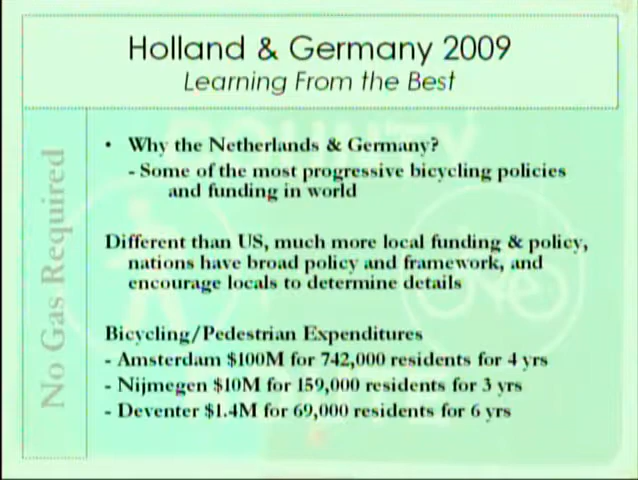 Holland & Germany 2009
Learning From the Best
No Gas Required
• Why the Netherlands & Germany?
- Some of the most progressive bicycling policies
and funding in world
Different than US, much more local funding & policy,
nations have broad policy and framework, and
encourage locals to determine details
Bicycling/Pedestrian Expenditures
- Amsterdam $100M for 742,000 residents for 4 yrs
- Nijmegen $10M for 159,000 residents for 3 yrs
- Deventer $1.4M for 69,000 residents for 6 yrs